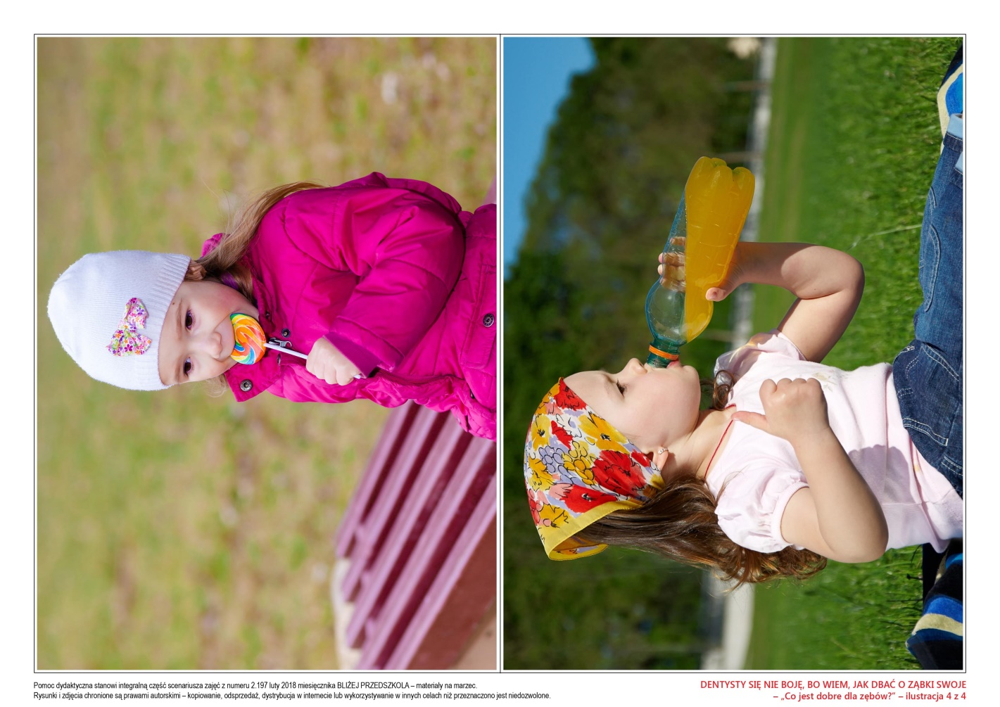 Pomoc dydaktyczna stanowi integralną część scenariusza zajęć z numeru 2.197 luty 2018 miesięcznika BLIŻEJ PRZEDSZKOLA – materiały na marzec.
Rysunki i zdjęcia chronione są prawami autorskimi – kopiowanie, odsprzedaż, dystrybucja w internecie lub wykorzystywanie w innych celach niż przeznaczono jest niedozwolone.
DENTYSTY SIĘ NIE BOJĘ, BO WIEM, JAK DBAĆ O ZĄBKI SWOJE
– „Co jest dobre dla zębów?” – ilustracja 4 z 4